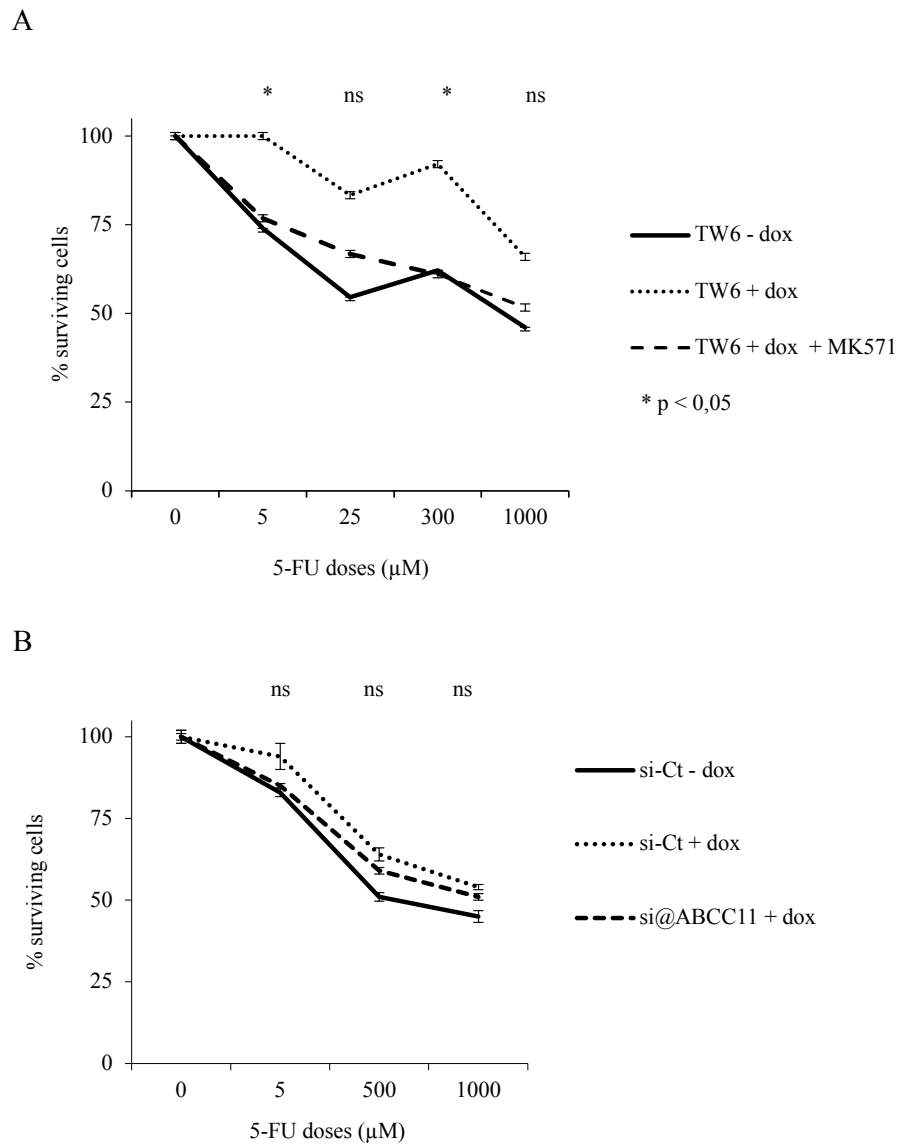 A
* ns * ns
100
75
50
25
0
% surviving cells
0 5 25 300 1000
5-FU doses (µM)
TW6 - dox
TW6 + dox
TW6 + dox + MK571
* p < 0,05
B
ns ns ns
100
75
50
25
0
% surviving cells
0 5 500 1000
5-FU doses (µM)
si-Ct - dox
si-Ct + dox
si@ABCC11 + dox